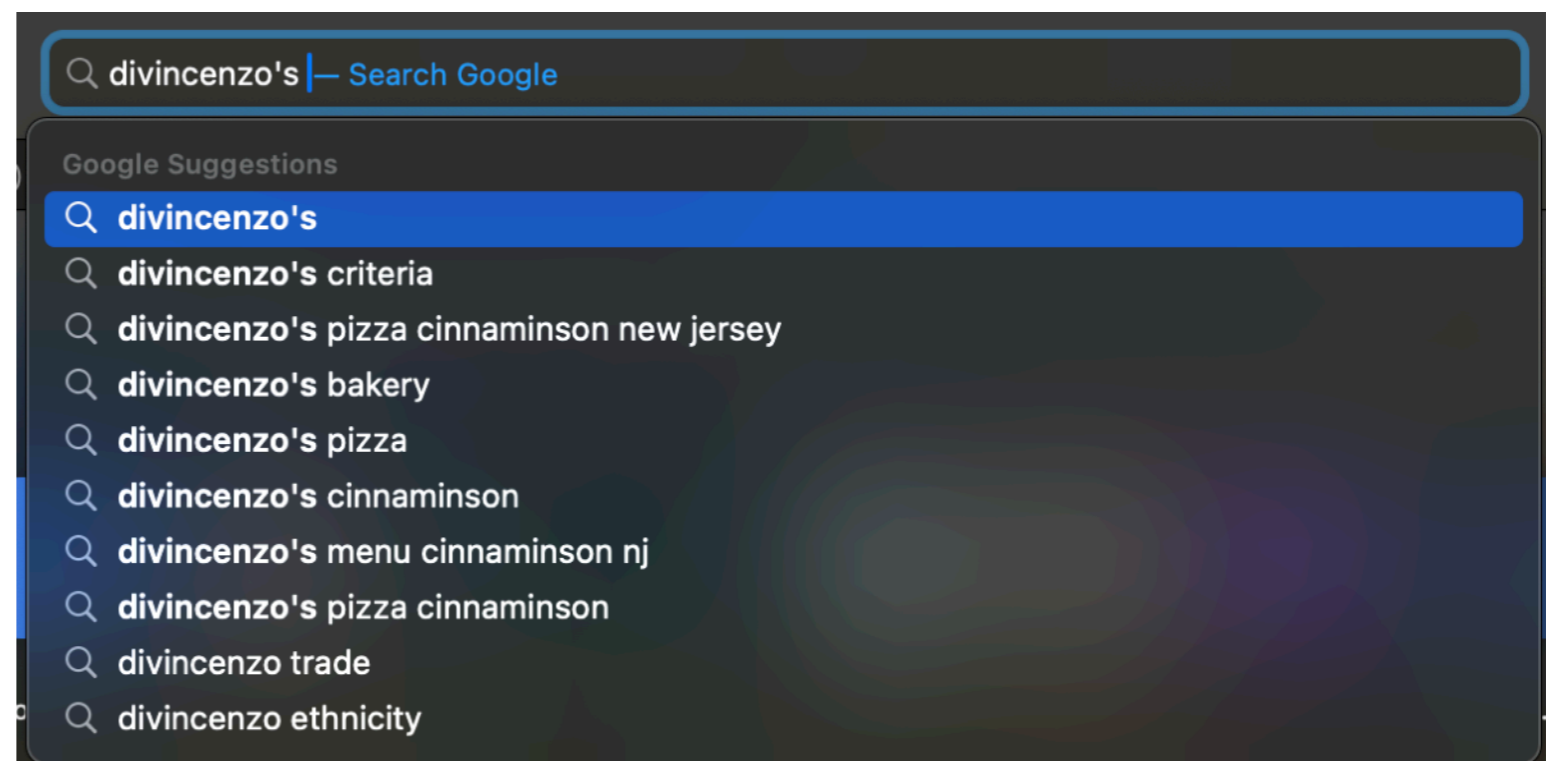 divincenzo's — Search Google
Google Suggestions
divincenzo's
divincenzo's criteria
divincenzo's pizza cinnaminson new jersey
divincenzo's bakery
divincenzo's pizza
divincenzo's cinnaminson
divincenzo's menu cinnaminson nj
divincenzo's pizza cinnaminson
divincenzo trade
divincenzo ethnicity